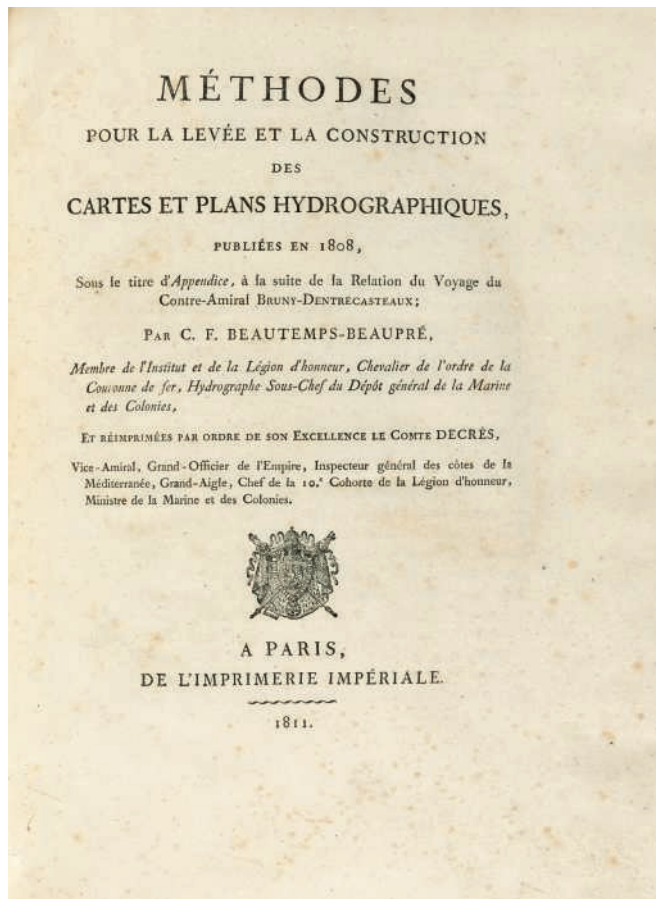 MÉTHODES
POUR LA LEVÉE ET LA CONSTRUCTION
DES
CARTES ET PLANS HYDROGRAPHIQUES,
PUBLIÉES EN 1808,
Sous le titre d'Appendice, à la suite de la Relation du Voyage du
Contre-Amiral BRUNY-DENTRECASTEAUX;
PAR C. F. BEAUTEMPS-BEAUPRÉ,
Membre de l'Institut et de la Légion d'honneur, Chevalier de l'ordre de la
Couronne de fer, Hydrographe Sous-Chef du Dépôt général de la Marine
et des Colonies,
ET RÉIMPRIMÉES PAR ORDRE DE SON EXCELLENCE LE COMTE DECRÈS,
Vice-Amiral, Grand-Officier de l'Empire, Inspecteur général des côtes de la
Méditerranée, Grand-Aigle, Chef de la 10.e Cohorte de la Légion d'honneur,
Ministre de la Marine et des Colonies.
A PARIS,
DE L'IMPRIMERIE IMPÉRIALE.
1811.